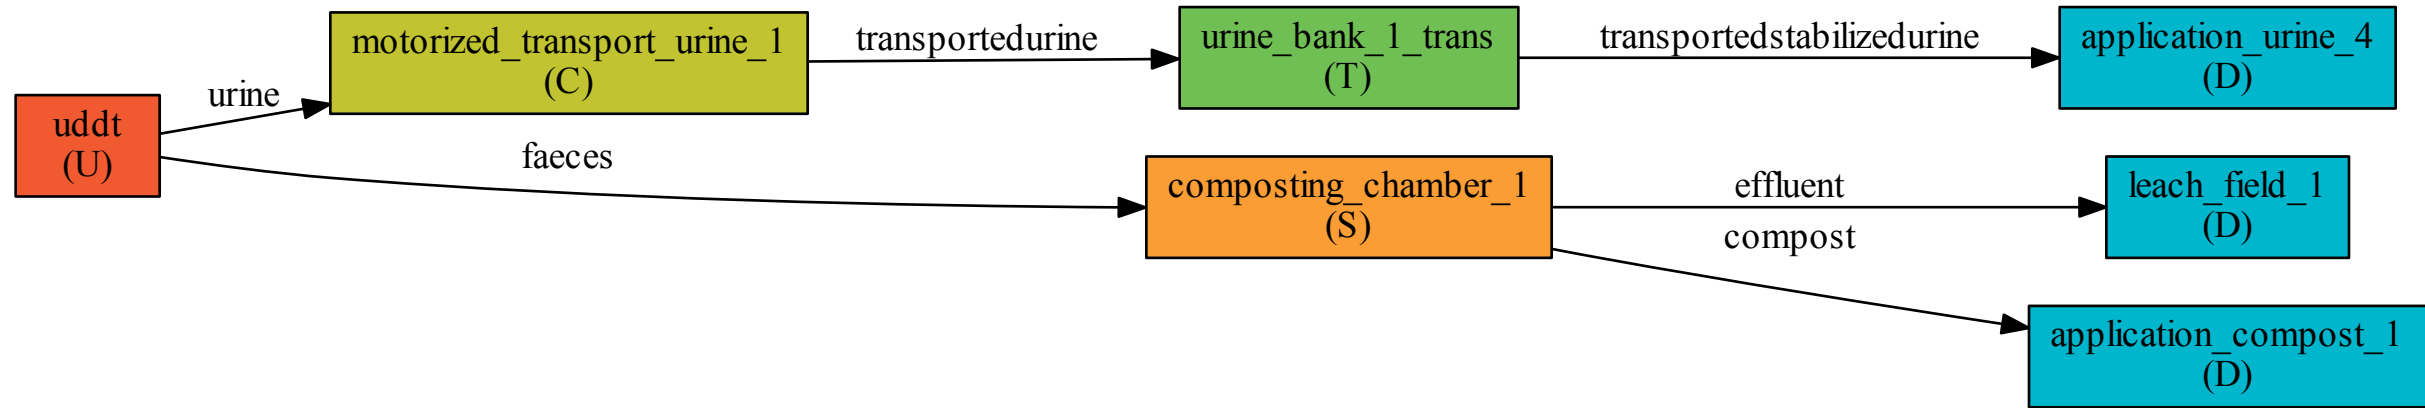 uddt
(U)
urine
faeces
motorized_transport_urine_1
(C)
transportedurine
urine_bank_1_trans
(T)
transportedstabilizedurine
application_urine_4
(D)
composting_chamber_1
(S)
effluent
compost
leach_field_1
(D)
application_compost_1
(D)